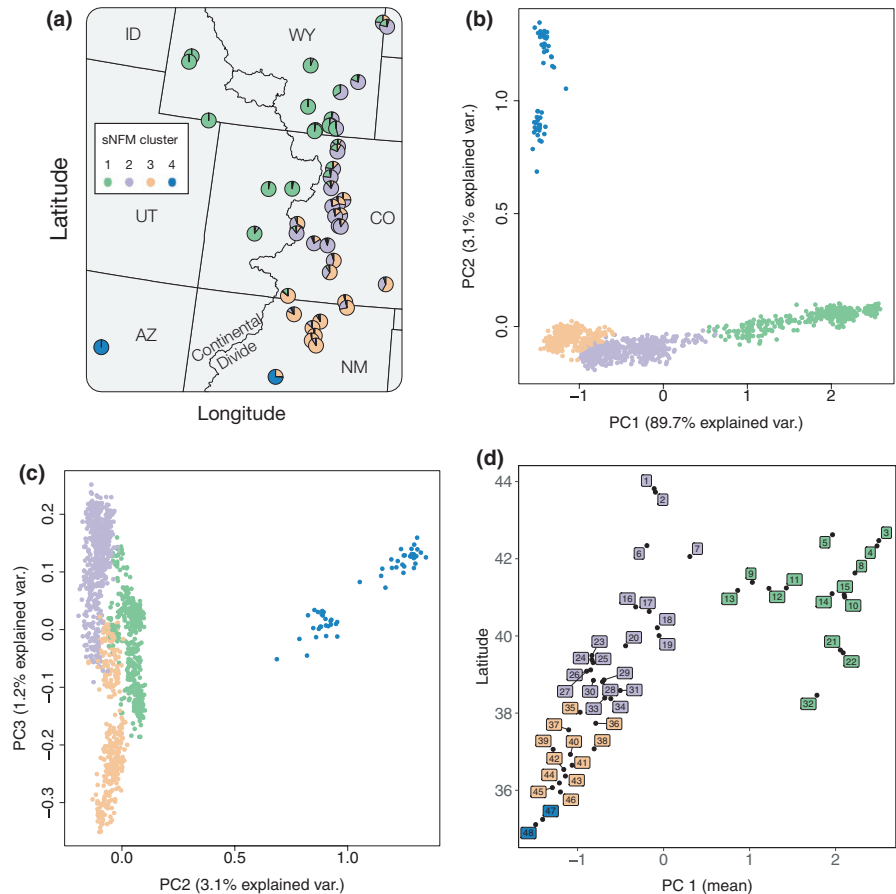 (a)
ID
WY
sNFM cluster
1 2 3 4
UT
CO
AZ
Continental
Divide
NM
Latitude
Longitude
(b)
1.0
0.5
0.0
PC2 (3.1% explained var.)
−1 0 1 2
PC1 (89.7% explained var.)
(c)
0.2
0.1
0.0
−0.1
−0.2
−0.3
PC3 (1.2% explained var.)
0.0 0.5 1.0
PC2 (3.1% explained var.)
(d)
44
42
40
38
36
Latitude
1
2
3
4
5
6
7
8
9
10
11
12
13
14
15
16
17
18
19
20
21
22
23
24
25
26
27
28
29
30
31
32
33
34
35
36
37
38
39
40
41
42
43
44
45
46
47
48
−1 0 1 2
PC 1 (mean)